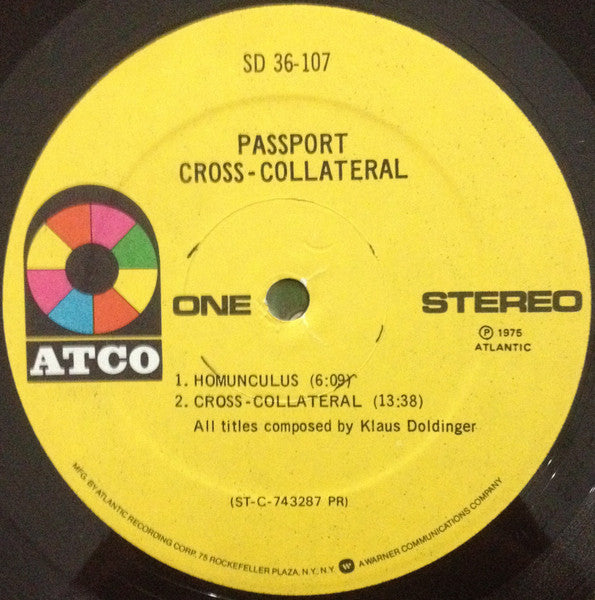 SD 36-107
PASSPORT
CROSS-COLLATERAL
ATCO
ONE
STEREO
Ⓟ 1975
ATLANTIC
1. HOMUNCULUS (6:09)
2. CROSS-COLLATERAL (13:38)
All titles composed by Klaus Doldinger
(ST-C-743287 PR)
MFG. BY ATLANTIC RECORDING CORP. 75 ROCKEFELLER PLAZA, N.Y., N.Y. W A WARNER COMMUNICATIONS COMPANY